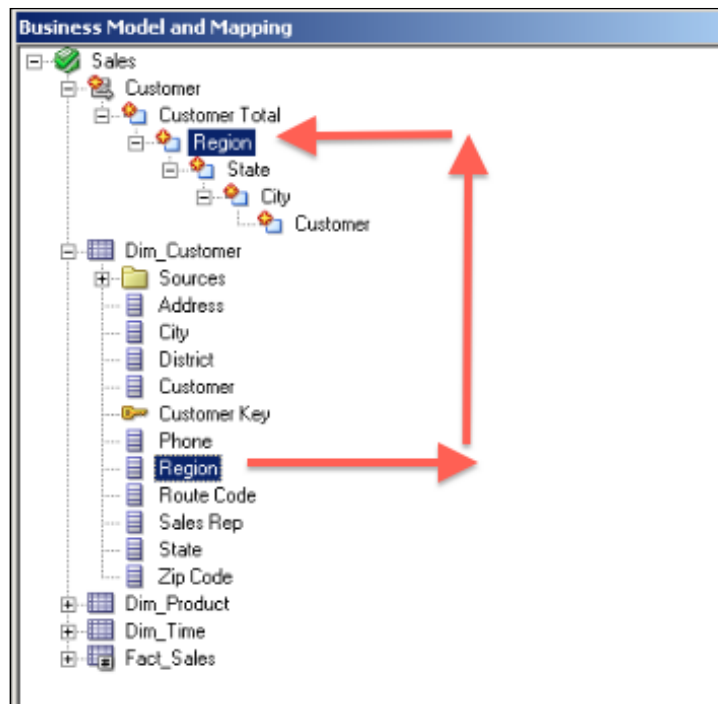 Business Model and Mapping
Sales
Customer
Customer Total
Region
State
City
Customer
Dim_Customer
Sources
Address
City
District
Customer
Customer Key
Phone
Region
Route Code
Sales Rep
State
Zip Code
Dim_Product
Dim_Time
Fact_Sales